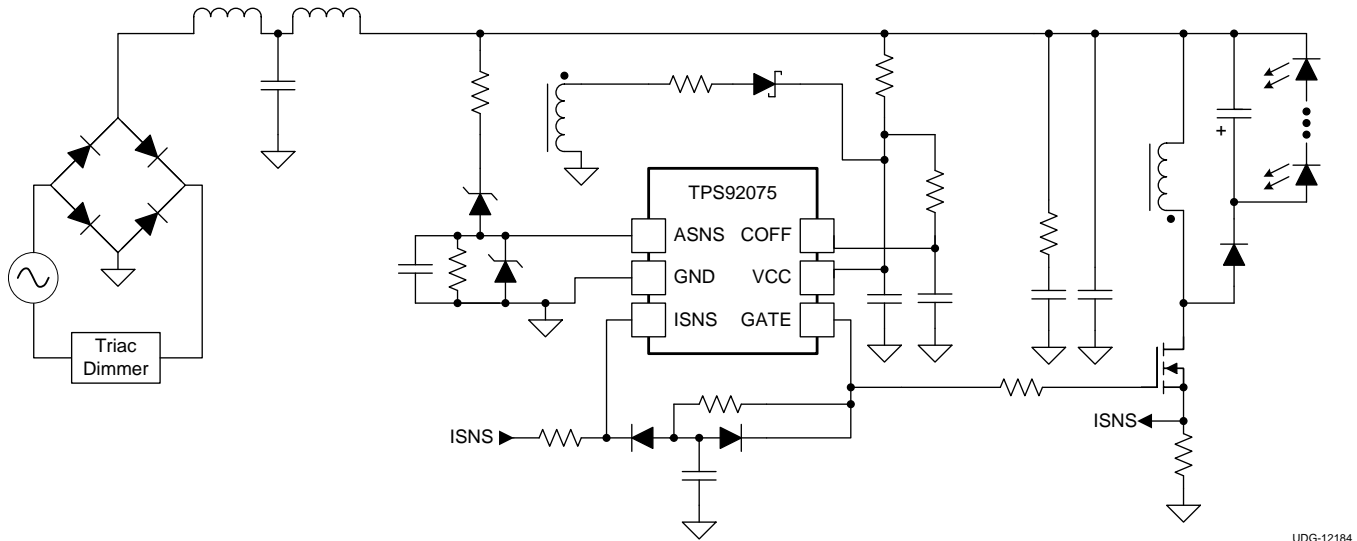 TPS92075
ASNS COFF
GND VCC
ISNS GATE
Triac
Dimmer
ISNS
ISNS
UDG-12184